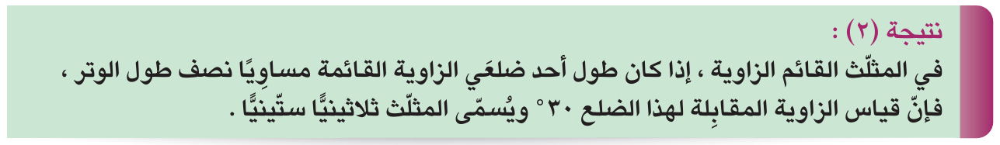 نتيجة (٢) :
في المثلّث القائم الزاوية ، إذا كان طول أحد ضلعَي الزاوية القائمة مساوِيًا نصف طول الوتر ،
فإنّ قياس الزاوية المقابِلة لهذا الضلع ٣٠° ويُسمّى المثلّث ثلاثينيًّا ستّينيًّا .